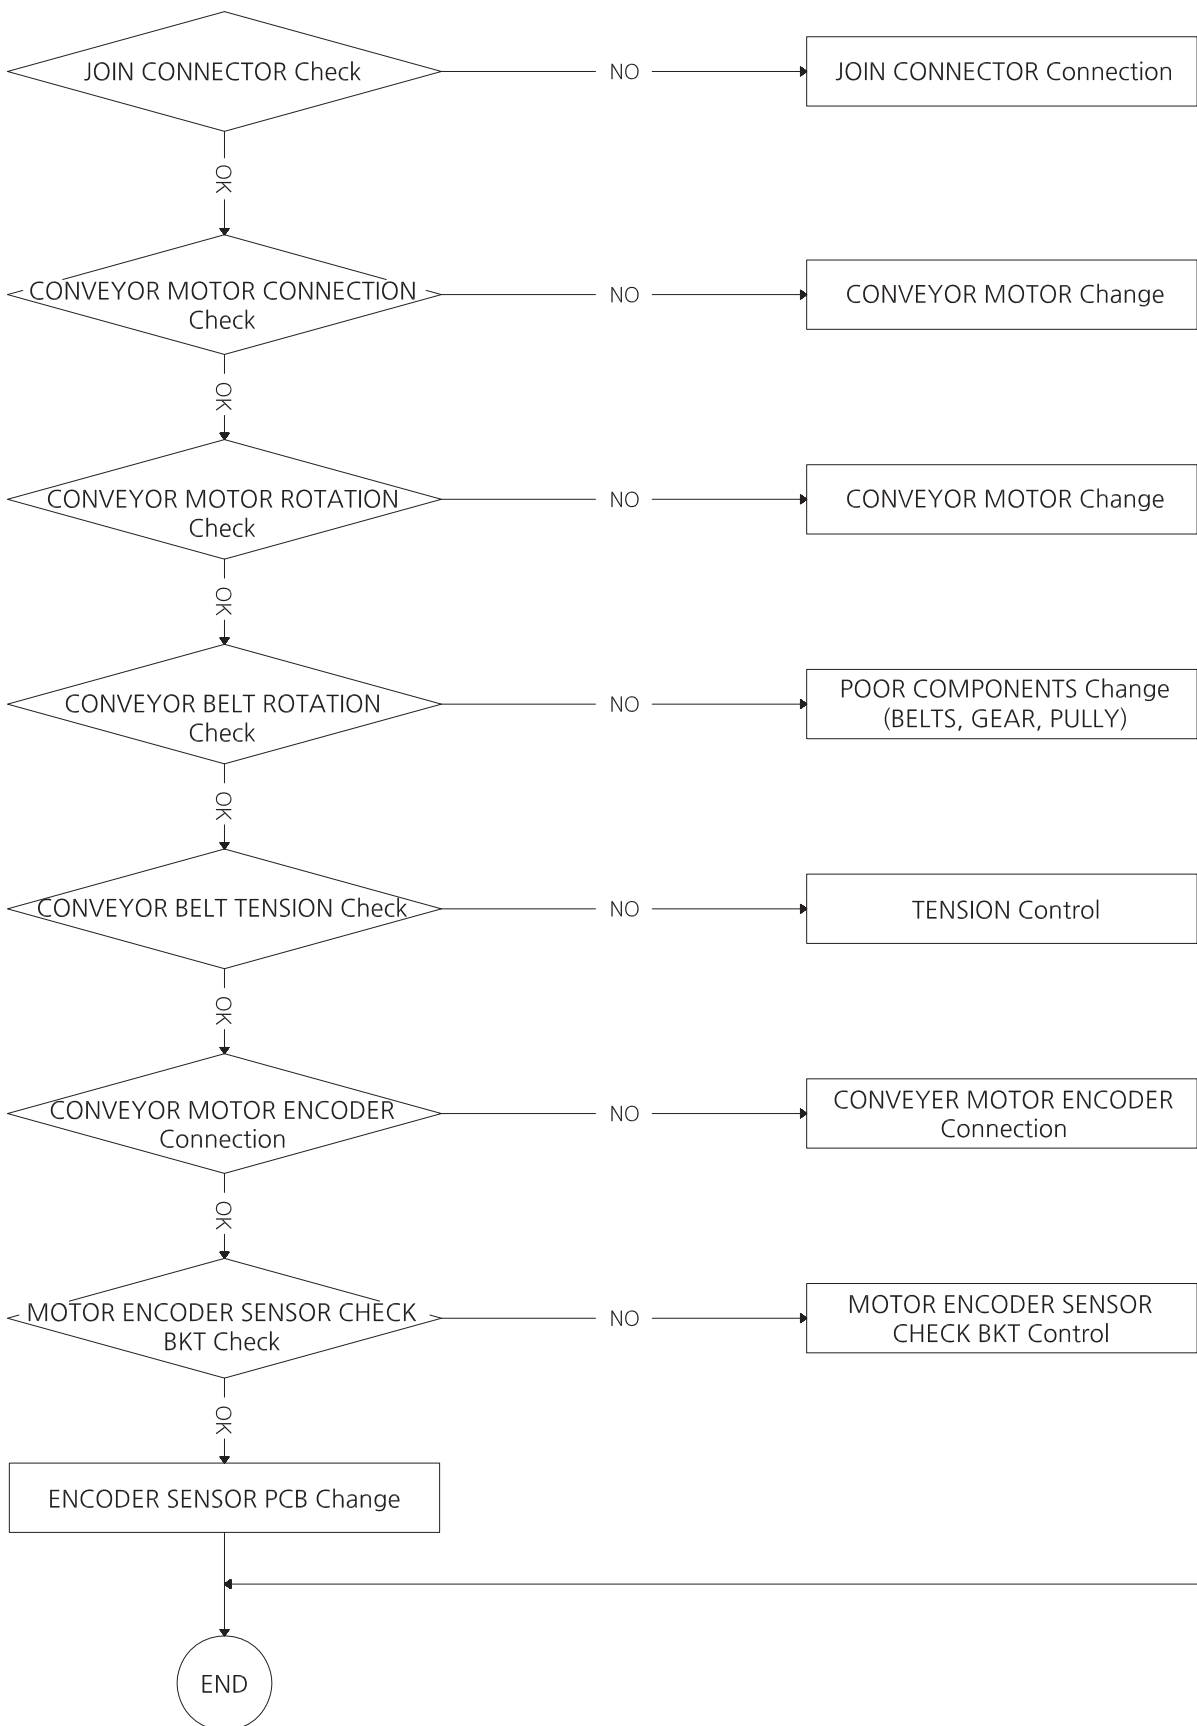 JOIN CONNECTOR Check
NO
JOIN CONNECTOR Connection
OK
CONVEYOR MOTOR CONNECTION
Check
NO
CONVEYOR MOTOR Change
OK
CONVEYOR MOTOR ROTATION
Check
NO
CONVEYOR MOTOR Change
OK
CONVEYOR BELT ROTATION
Check
NO
POOR COMPONENTS Change
(BELTS, GEAR, PULLY)
OK
CONVEYOR BELT TENSION Check
NO
TENSION Control
OK
CONVEYOR MOTOR ENCODER
Connection
NO
CONVEYER MOTOR ENCODER
Connection
OK
MOTOR ENCODER SENSOR CHECK
BKT Check
NO
MOTOR ENCODER SENSOR
CHECK BKT Control
OK
ENCODER SENSOR PCB Change
END